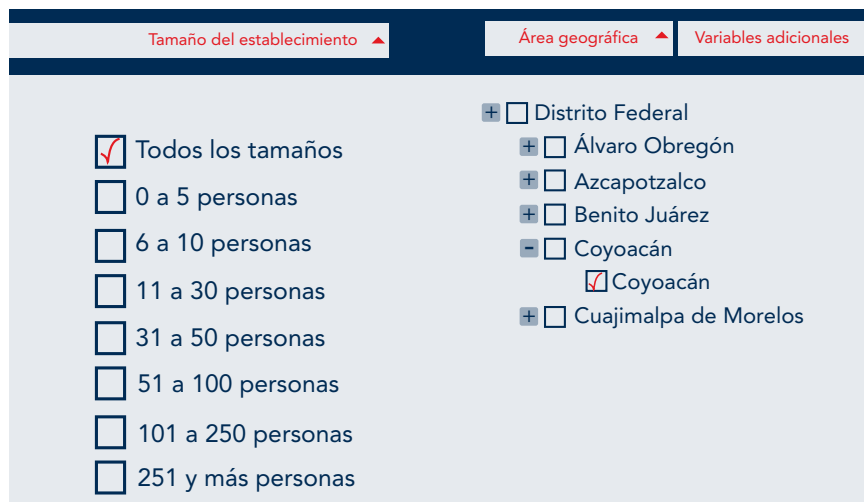 Tamaño del establecimiento
Área geográfica
Variables adicionales
Todos los tamaños
0 a 5 personas
6 a 10 personas
11 a 30 personas
31 a 50 personas
51 a 100 personas
101 a 250 personas
251 y más personas
Distrito Federal
Álvaro Obregón
Azcapotzalco
Benito Juárez
Coyoacán
Coyoacán
Cuajimalpa de Morelos